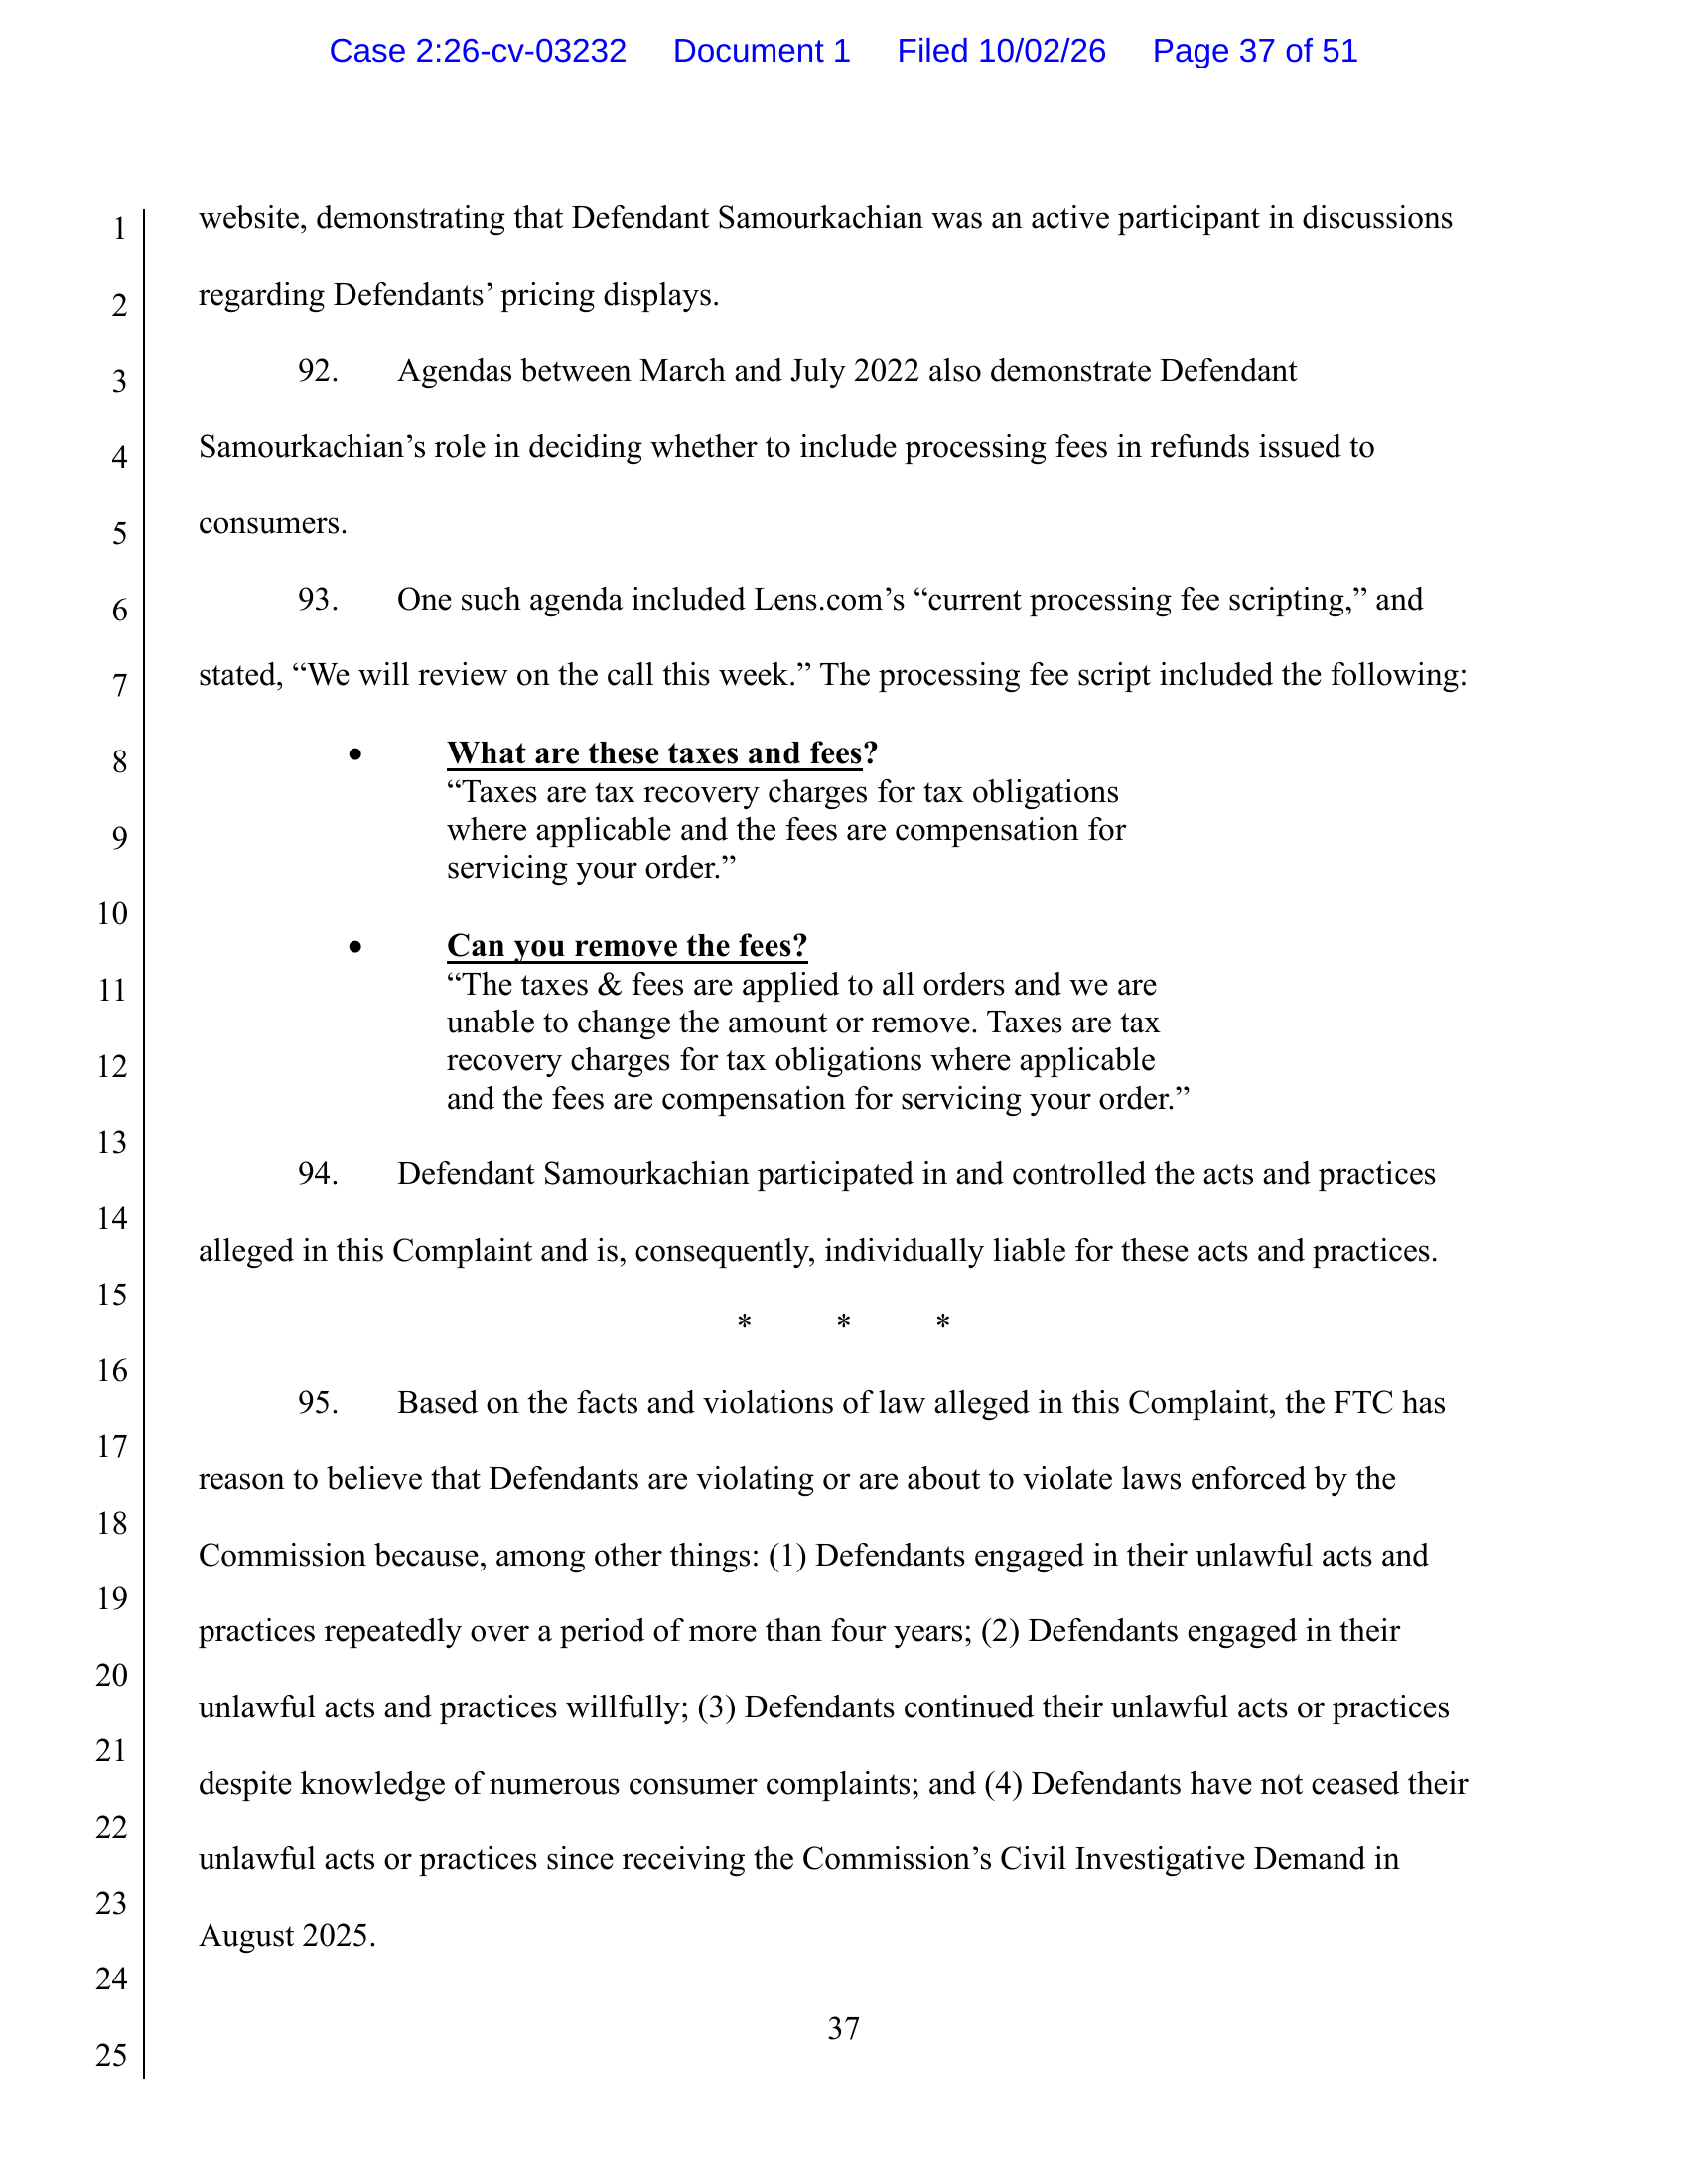 Case 2:26-cv-03232 Document 1 Filed 10/02/26 Page 37 of 51
1 website, demonstrating that Defendant Samourkachian was an active participant in discussions
2 regarding Defendants’ pricing displays.
3 92. Agendas between March and July 2022 also demonstrate Defendant
4 Samourkachian’s role in deciding whether to include processing fees in refunds issued to
5 consumers.
6 93. One such agenda included Lens.com’s “current processing fee scripting,” and
7 stated, “We will review on the call this week.” The processing fee script included the following:
8 • What are these taxes and fees?
“Taxes are tax recovery charges for tax obligations
9 where applicable and the fees are compensation for
servicing your order.”
10
• Can you remove the fees?
11 “The taxes & fees are applied to all orders and we are
unable to change the amount or remove. Taxes are tax
12 recovery charges for tax obligations where applicable
and the fees are compensation for servicing your order.”
13
94. Defendant Samourkachian participated in and controlled the acts and practices
14
alleged in this Complaint and is, consequently, individually liable for these acts and practices.
15
* * *
16
95. Based on the facts and violations of law alleged in this Complaint, the FTC has
17
reason to believe that Defendants are violating or are about to violate laws enforced by the
18
Commission because, among other things: (1) Defendants engaged in their unlawful acts and
19
practices repeatedly over a period of more than four years; (2) Defendants engaged in their
20
unlawful acts and practices willfully; (3) Defendants continued their unlawful acts or practices
21
despite knowledge of numerous consumer complaints; and (4) Defendants have not ceased their
22
unlawful acts or practices since receiving the Commission’s Civil Investigative Demand in
23
August 2025.
24
37
25